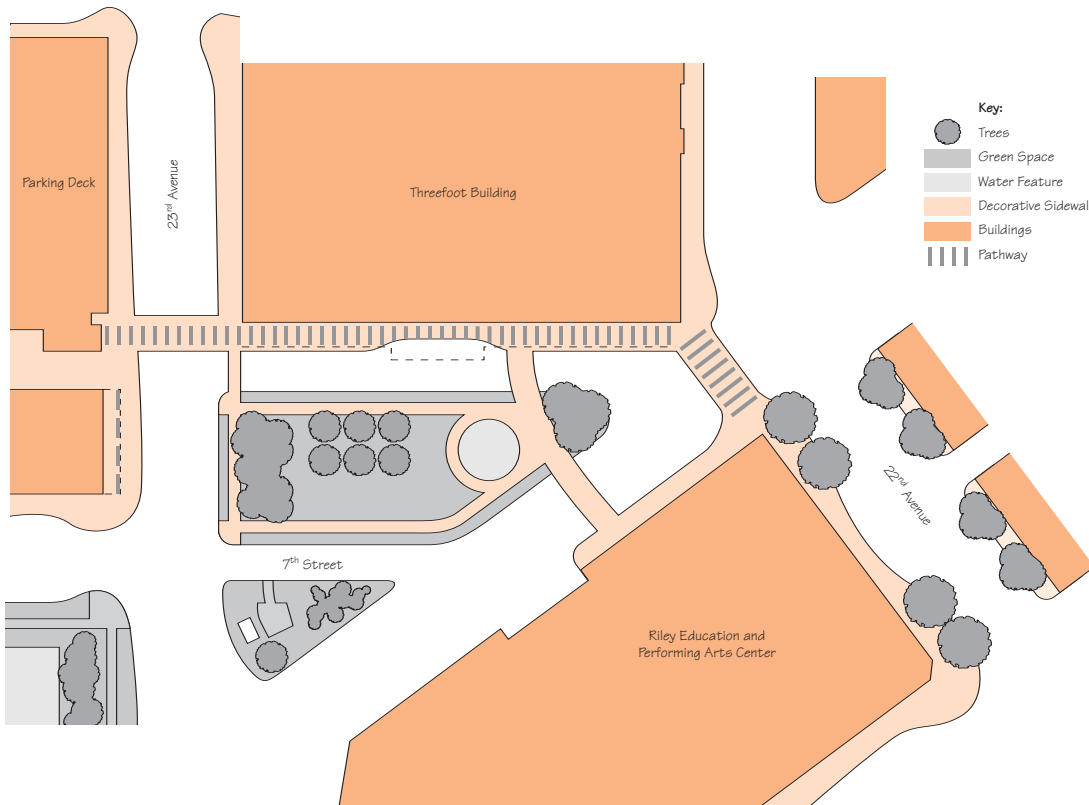 Key:
Trees
Green Space
Water Feature
Decorative Sidewal
Buildings
Pathway
Parking Deck
23rd Avenue
Threefoot Building
22nd Avenue
7th Street
Riley Education and
Performing Arts Center